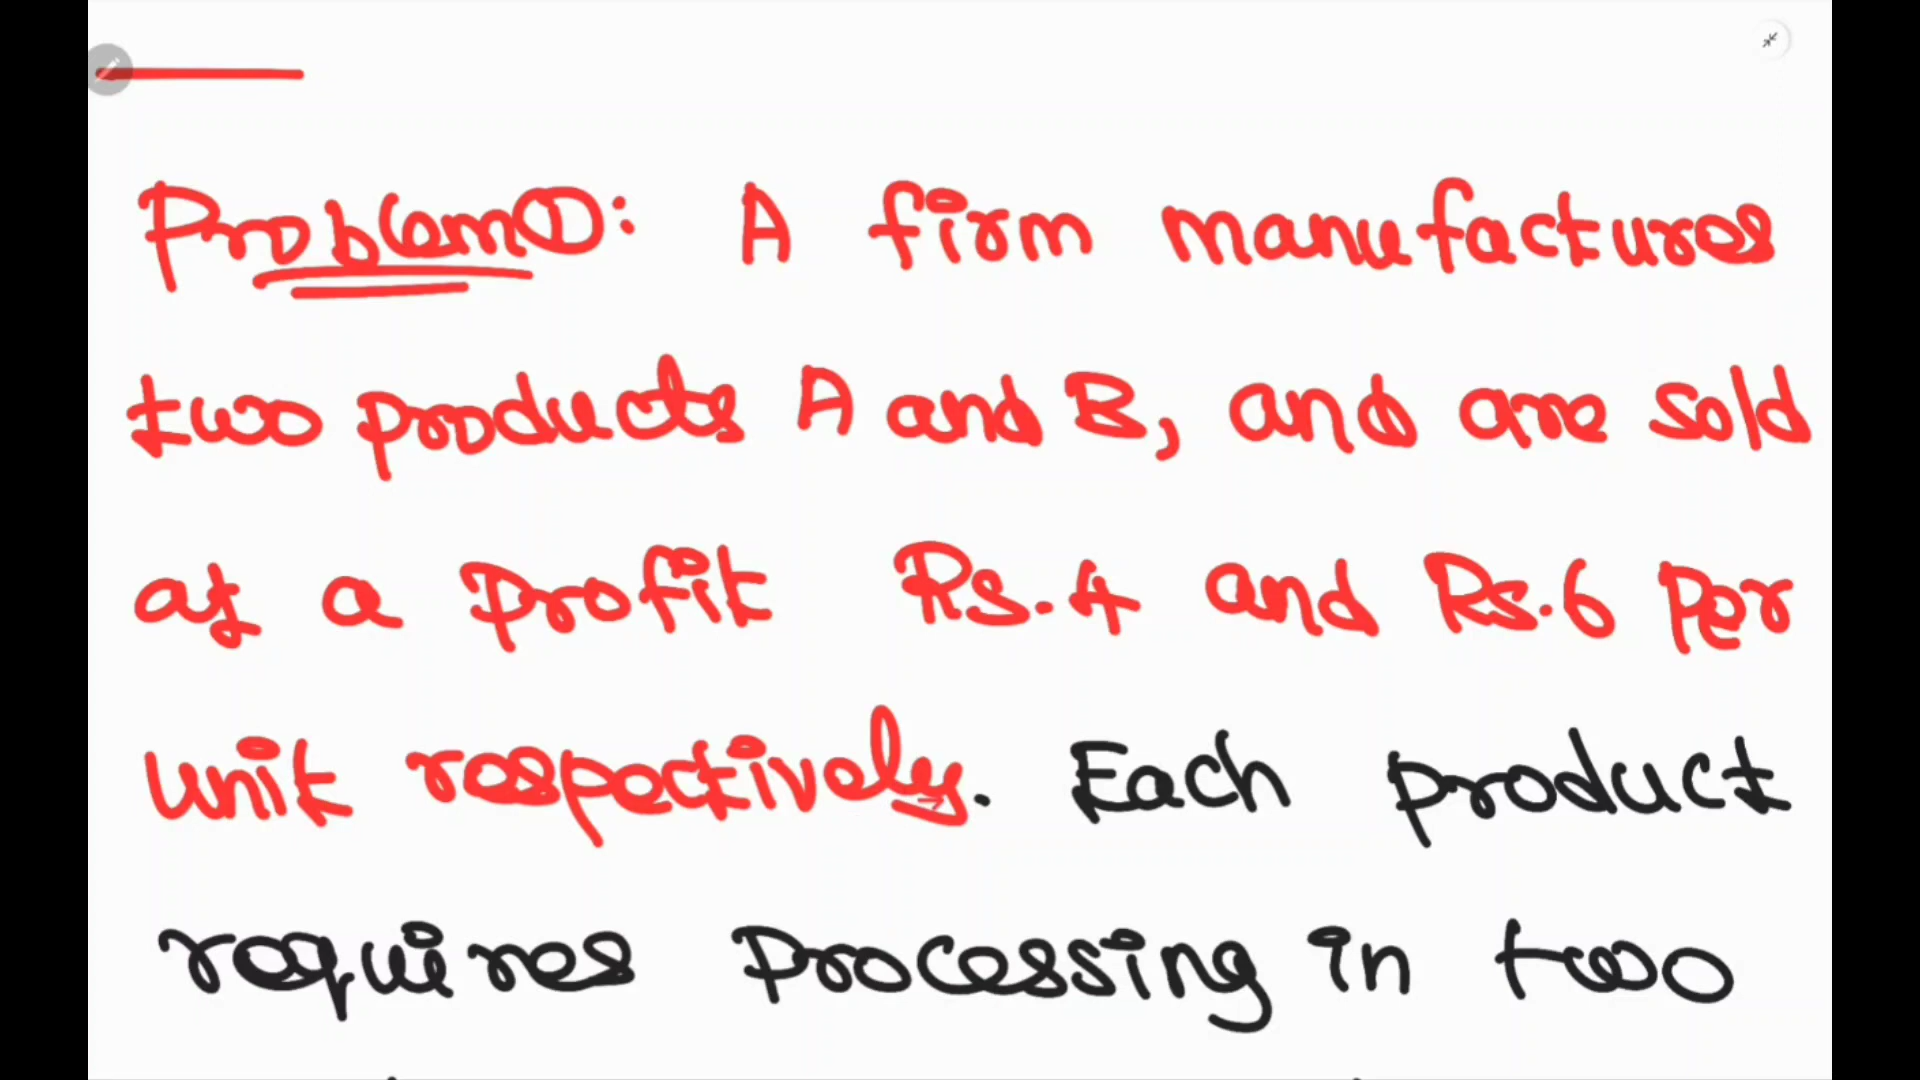 Problem①: A firm manufactures
two products A and B, and are sold
at a profit Rs.4 and Rs.6 per
unit respectively. Each product
requires processing in two